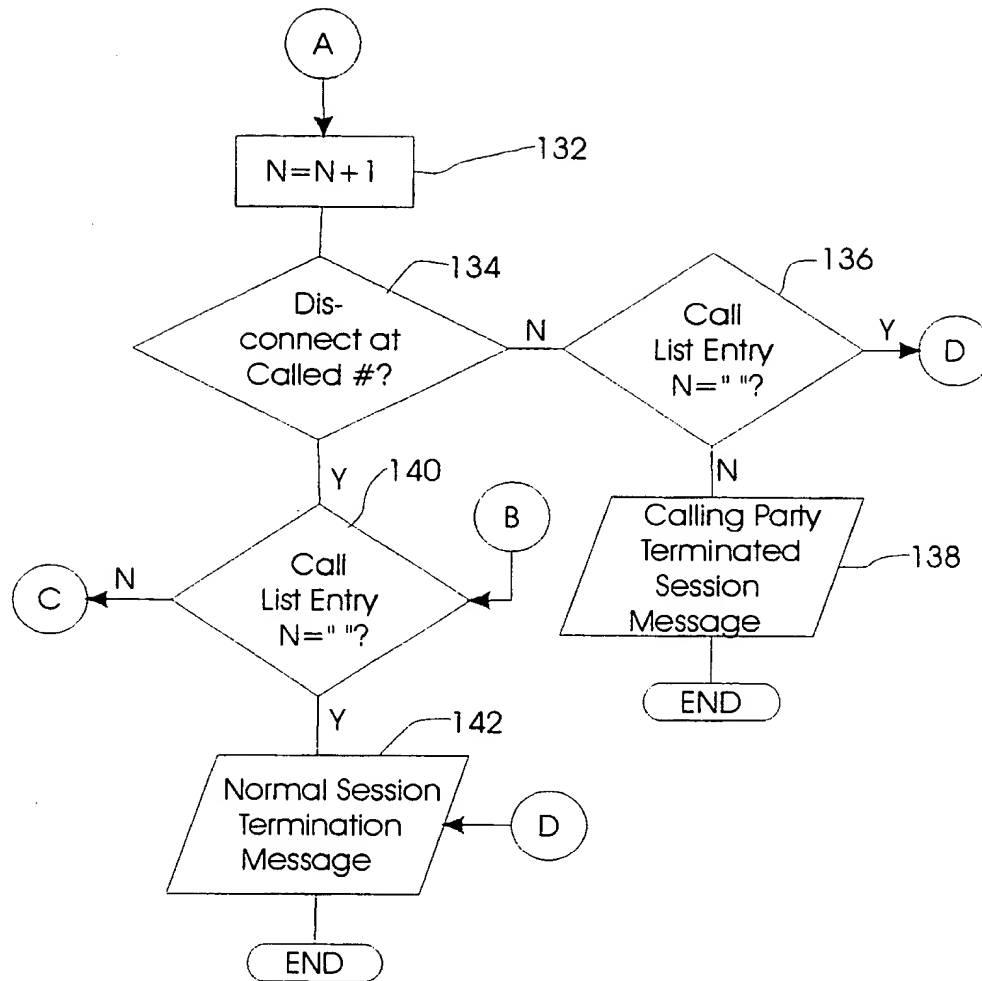 A
N=N+1
132
Dis-
connect at
Called #?
134
N
Call
List Entry
N=" "?
136
Y
D
N
Calling Party
Terminated
Session
Message
138
END
Y
140
B
Call
List Entry
N=" "?
N
C
Y
142
Normal Session
Termination
Message
D
END